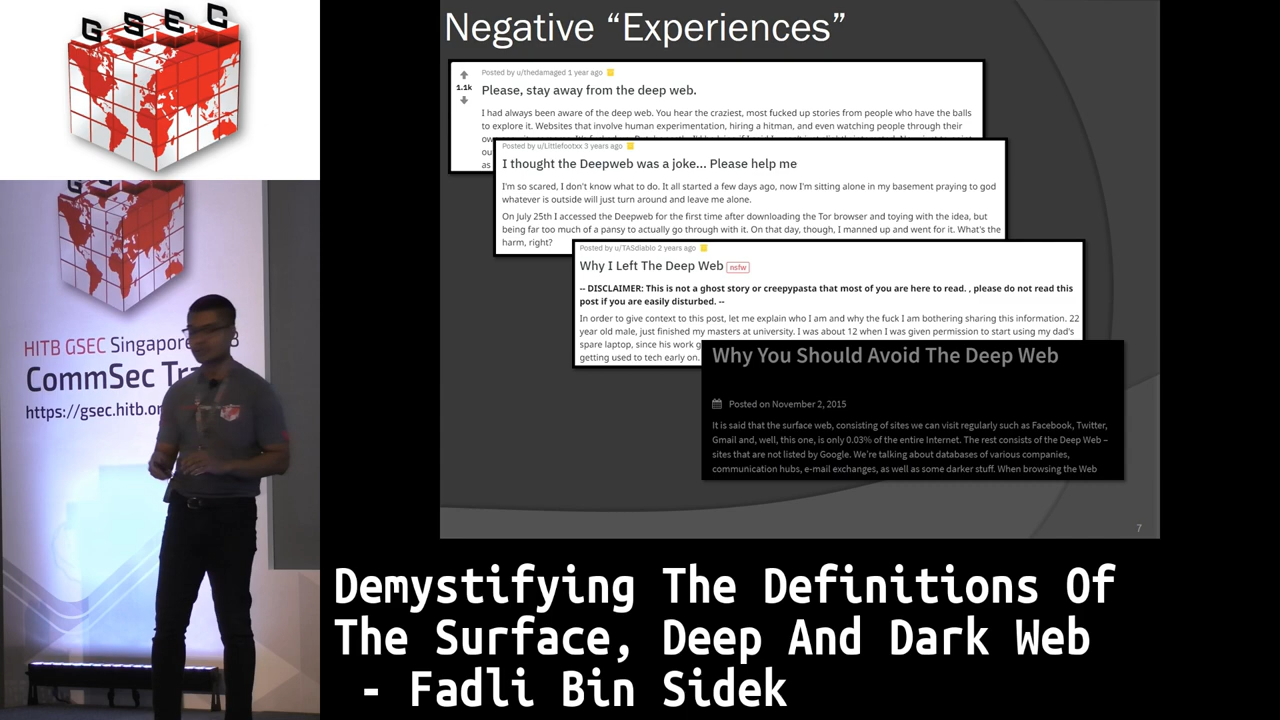 G S E C
HITB GSEC Singapore
CommSec Tra
https://gsec.hitb.or
Negative “Experiences”
Posted by u/thedamaged 1 year ago
1.1k
Please, stay away from the deep web.
I had always been aware of the deep web. You hear the craziest, most fucked up stories from people who have the balls
to explore it. Websites that involve human experimentation, hiring a hitman, and even watching people through their
ow
ou
as
Posted by u/Littlefootxx 3 years ago
I thought the Deepweb was a joke... Please help me
I'm so scared, I don't know what to do. It all started a few days ago, now I'm sitting alone in my basement praying to god
whatever is outside will just turn around and leave me alone.
On July 25th I accessed the Deepweb for the first time after downloading the Tor browser and toying with the idea, but
being far too much of a pansy to actually go through with it. On that day, though, I manned up and went for it. What's the
harm, right?
Posted by u/TASdiablo 2 years ago
Why I Left The Deep Web nsfw
-- DISCLAIMER: This is not a ghost story or creepypasta that most of you are here to read. , please do not read this
post if you are easily disturbed. --
In order to give context to this post, let me explain who I am and why the fuck I am bothering sharing this information. 22
year old male, just finished my masters at university. I was about 12 when I was given permission to start using my dad's
spare laptop, since his work g
getting used to tech early on.
Why You Should Avoid The Deep Web
Posted on November 2, 2015
It is said that the surface web, consisting of sites we can visit regularly such as Facebook, Twitter,
Gmail and, well, this one, is only 0.03% of the entire Internet. The rest consists of the Deep Web –
sites that are not listed by Google. We're talking about databases of various companies,
communication hubs, e-mail exchanges, as well as some darker stuff. When browsing the Web
7
Demystifying The Definitions Of
The Surface, Deep And Dark Web
- Fadli Bin Sidek